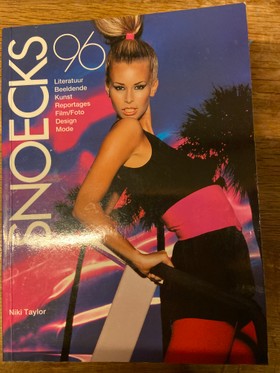 SNOECKS
96
Literatuur
Beeldende
Kunst
Reportages
Film/Foto
Design
Mode
Niki Taylor